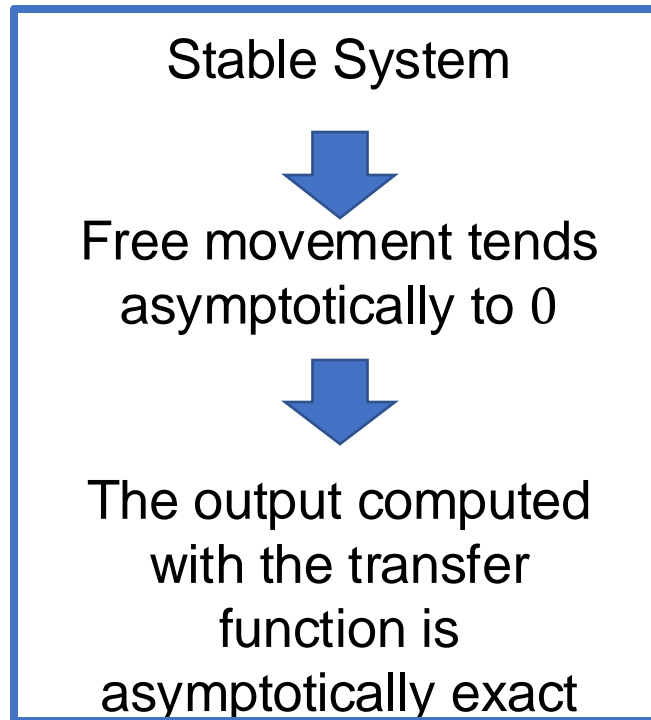 Stable System
Free movement tends
asymptotically to 0
The output computed
with the transfer
function is
asymptotically exact